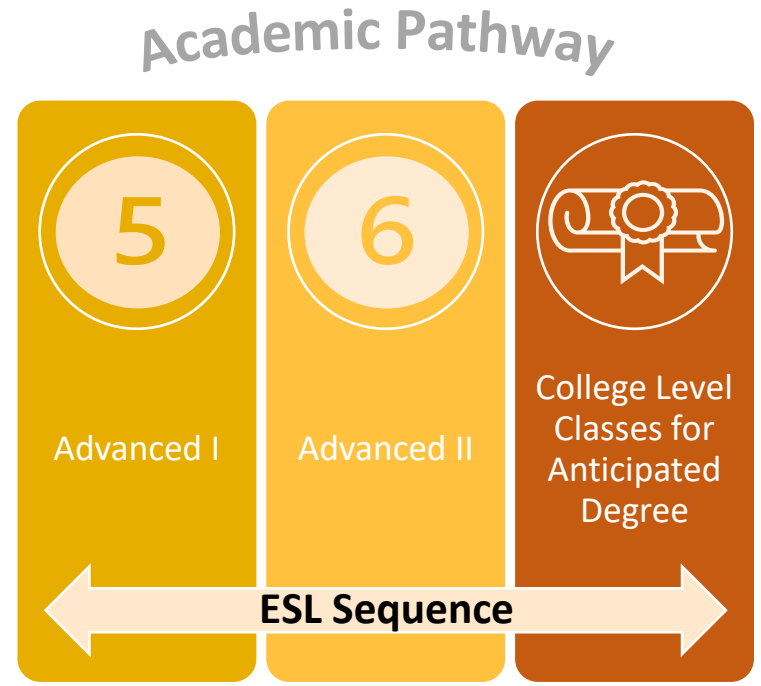 Academic Pathway
5
Advanced I
6
Advanced II
College Level
Classes for
Anticipated
Degree
ESL Sequence